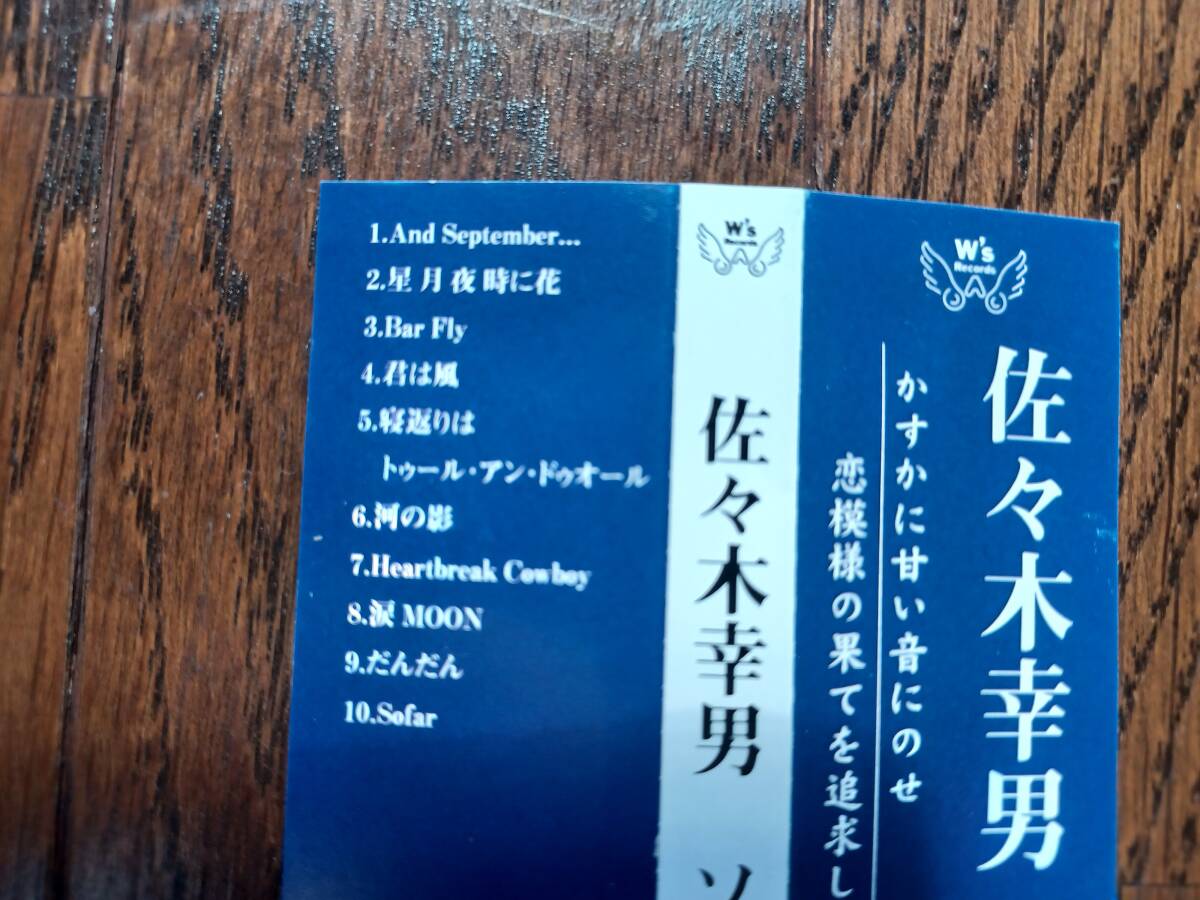 1.And September...
2.星 月 夜 時に花
3.Bar Fly
4.君は風
5.寝返りは
トゥール・アン・ドゥオール
6.河の影
7.Heartbreak Cowboy
8.涙 MOON
9.だんだん
10.Sofar
W's
Records
佐々木幸男 ソ
W's
Records
佐々木幸男
かすかに甘い音にのせ
恋模様の果てを追求し